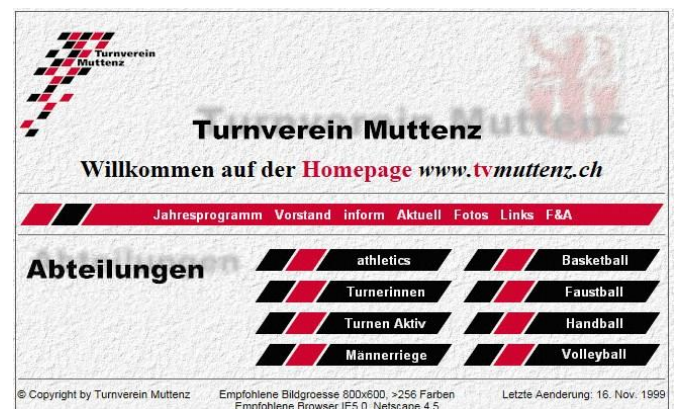 Turnverein
Muttenz
Turnverein Muttenz
Willkommen auf der Homepage www.tvmuttenz.ch
Jahresprogramm Vorstand inform Aktuell Fotos Links F&A
Abteilungen
athletics Basketball
Turnerinnen Faustball
Turnen Aktiv Handball
Männerriege Volleyball
© Copyright by Turnverein Muttenz Empfohlene Bildgroesse 800x600, >256 Farben Letzte Aenderung: 16. Nov. 1999
Empfohlene Browser IE5.0, Netscape 4.5